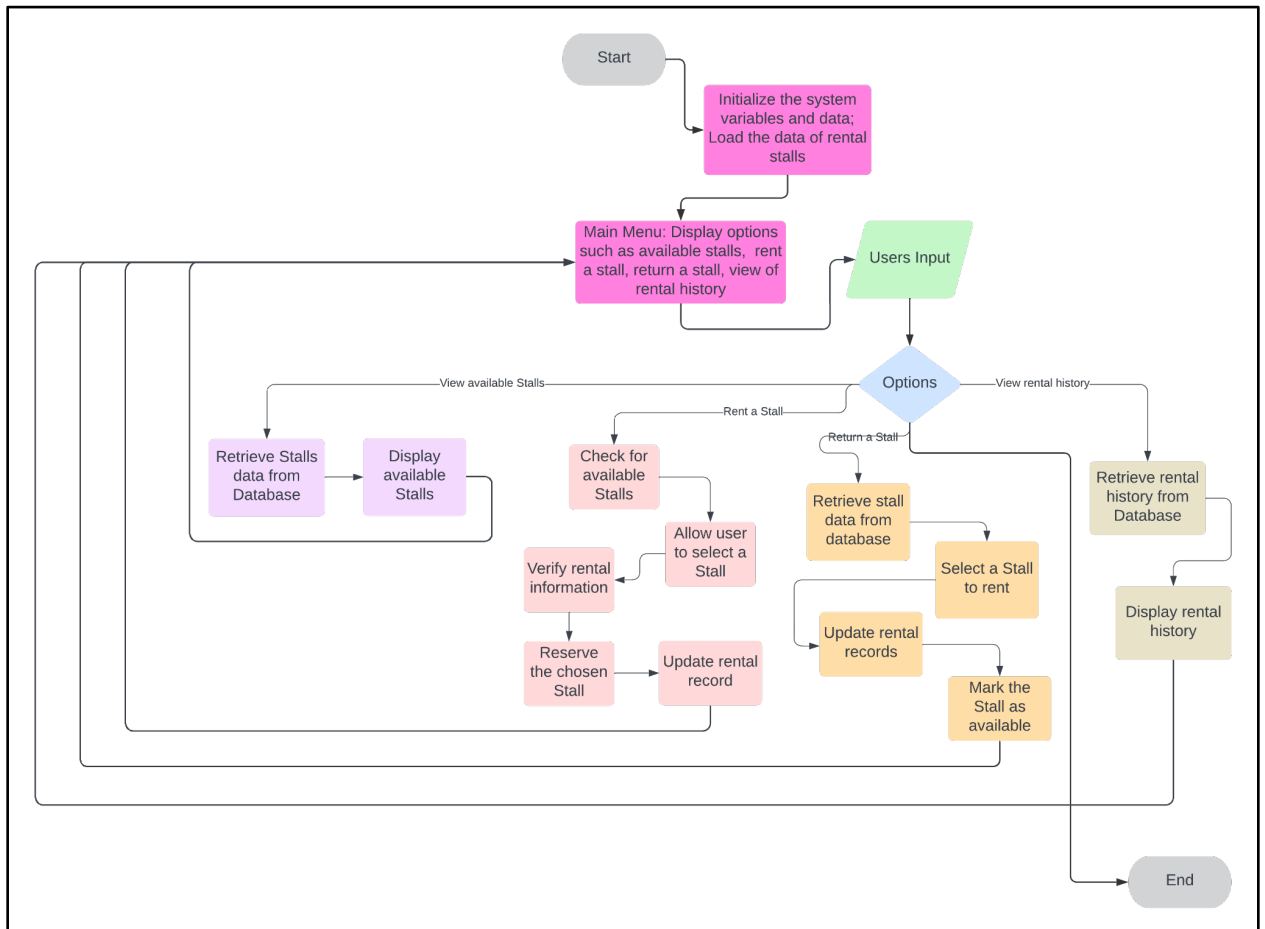 Start
Initialize the system
variables and data;
Load the data of rental
stalls
Main Menu: Display options
such as available stalls, rent
a stall, return a stall, view of
rental history
Users Input
Options
View available Stalls
Rent a Stall
Return a Stall
View rental history
Retrieve Stalls
data from
Database
Display
available
Stalls
Check for
available
Stalls
Allow user
to select a
Stall
Verify rental
information
Reserve
the chosen
Stall
Update rental
record
Retrieve stall
data from
database
Select a Stall
to rent
Update rental
records
Mark the
Stall as
available
Retrieve rental
history from
Database
Display rental
history
End